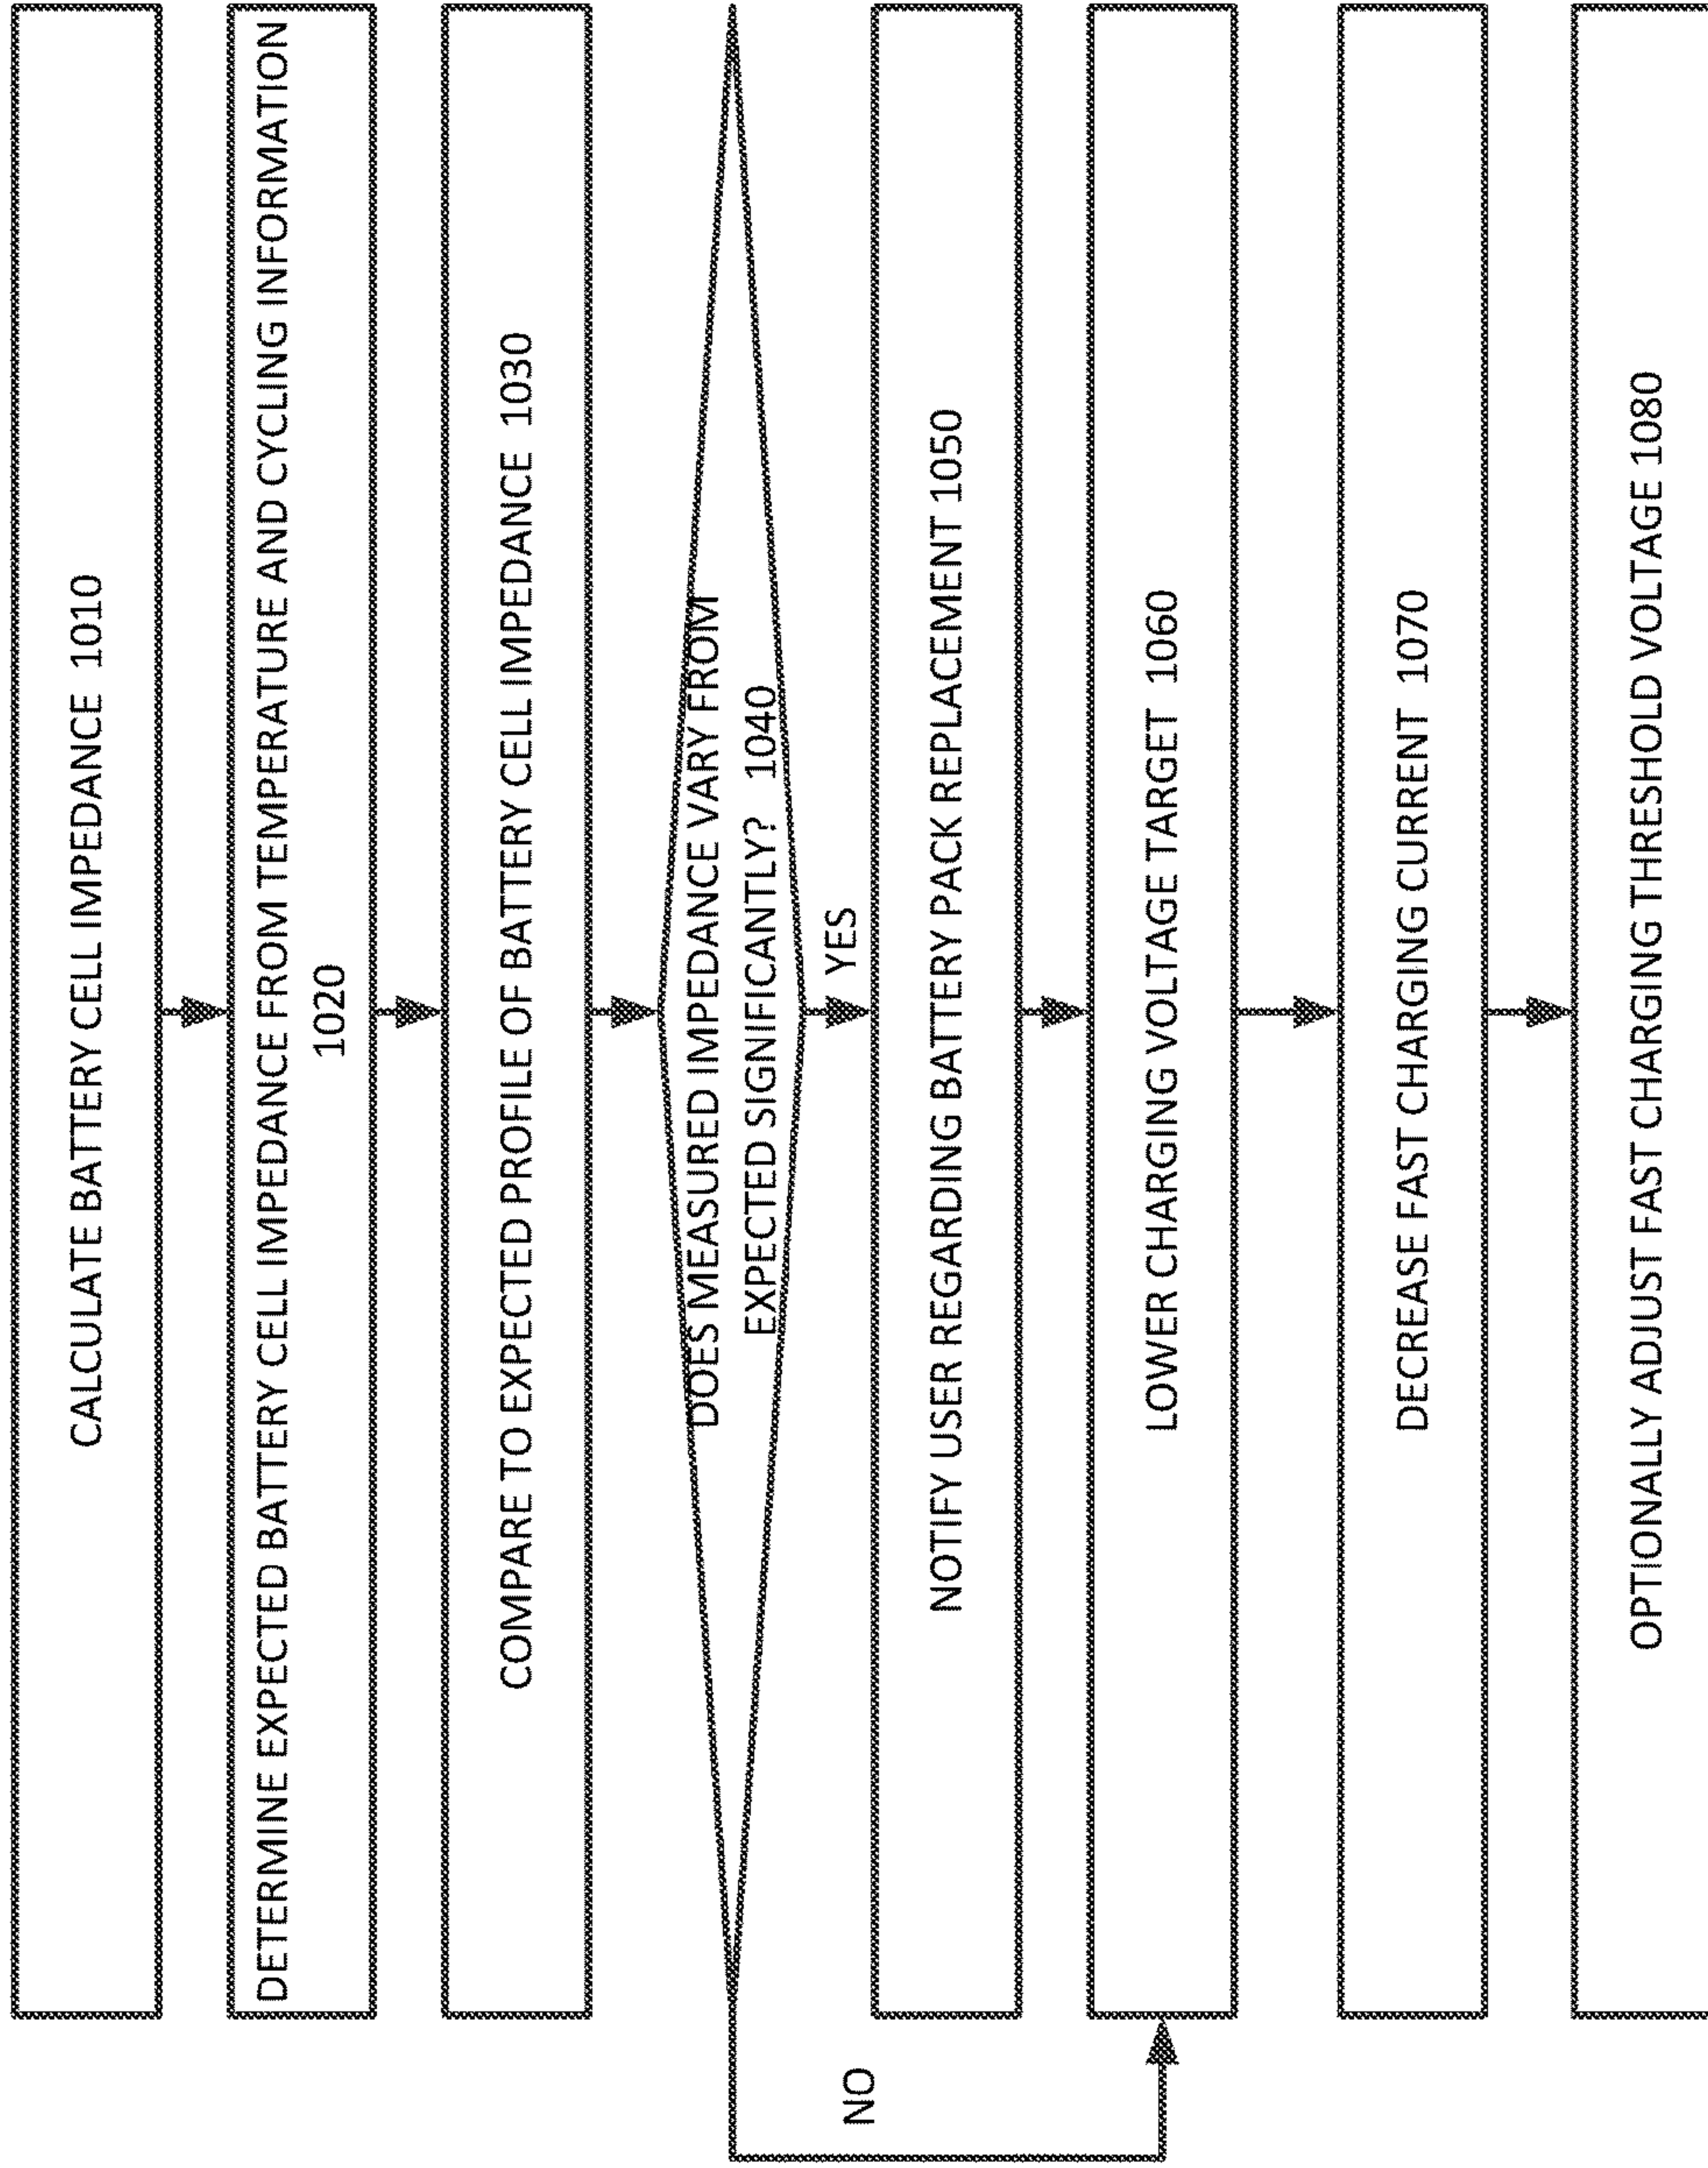 CALCULATE BATTERY CELL IMPEDANCE 1010
DETERMINE EXPECTED BATTERY CELL IMPEDANCE FROM TEMPERATURE AND CYCLING INFORMATION
1020
COMPARE TO EXPECTED PROFILE OF BATTERY CELL IMPEDANCE 1030
DOES MEASURED IMPEDANCE VARY FROM
EXPECTED SIGNIFICANTLY? 1040
YES
NO
NOTIFY USER REGARDING BATTERY PACK REPLACEMENT 1050
LOWER CHARGING VOLTAGE TARGET 1060
DECREASE FAST CHARGING CURRENT 1070
OPTIONALLY ADJUST FAST CHARGING THRESHOLD VOLTAGE 1080